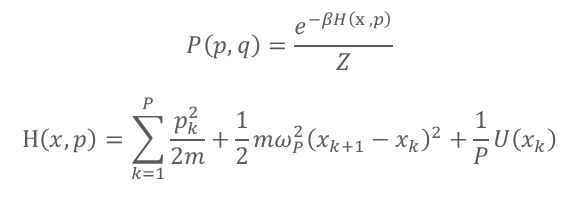 P(p, q) = e^{−βH(x ,p)} / Z
H(x, p) = ∑_{k=1}^{P} p_k^2 / 2m + 1/2 mω_P^2 (x_{k+1} − x_k)^2 + 1/P U(x_k)